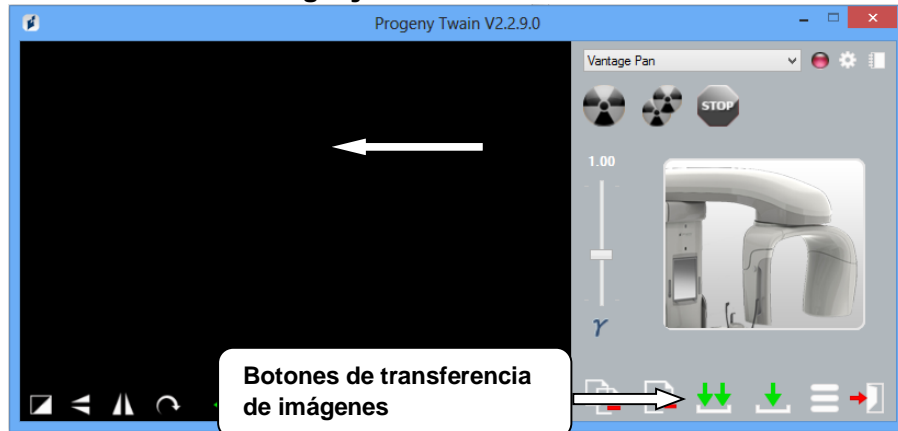 Progeny Twain V2.2.9.0
Vantage Pan
STOP
1.00
γ
Botones de transferencia
de imágenes